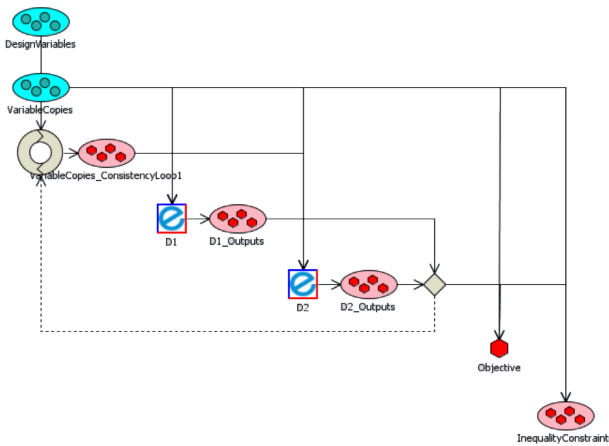 DesignVariables
VariableCopies
VariableCopies_ConsistencyLoop1
D1
D1_Outputs
D2
D2_Outputs
Objective
InequalityConstraint